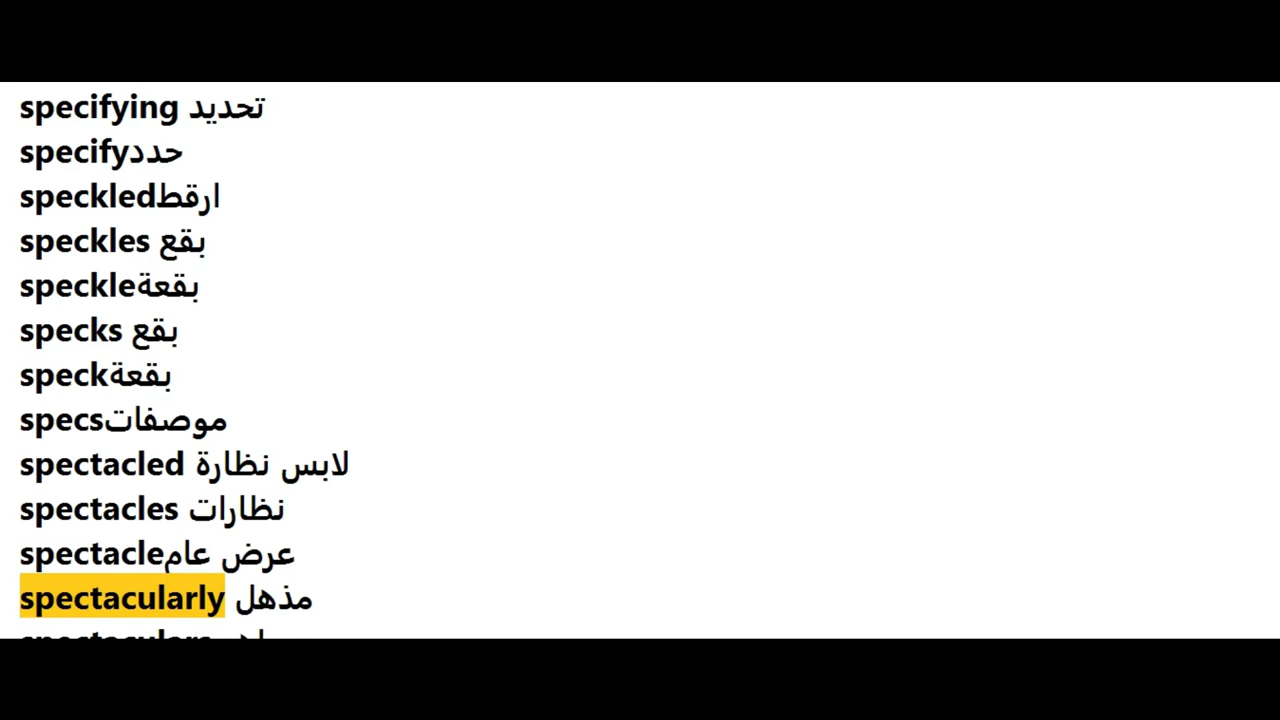 specifying تحديد
specifyحدد
speckledارقط
speckles بقع
speckleبقعة
specks بقع
speckبقعة
specsموصفات
spectacled لابس نظارة
spectacles نظارات
spectacleعرض عام
spectacularly مذهل